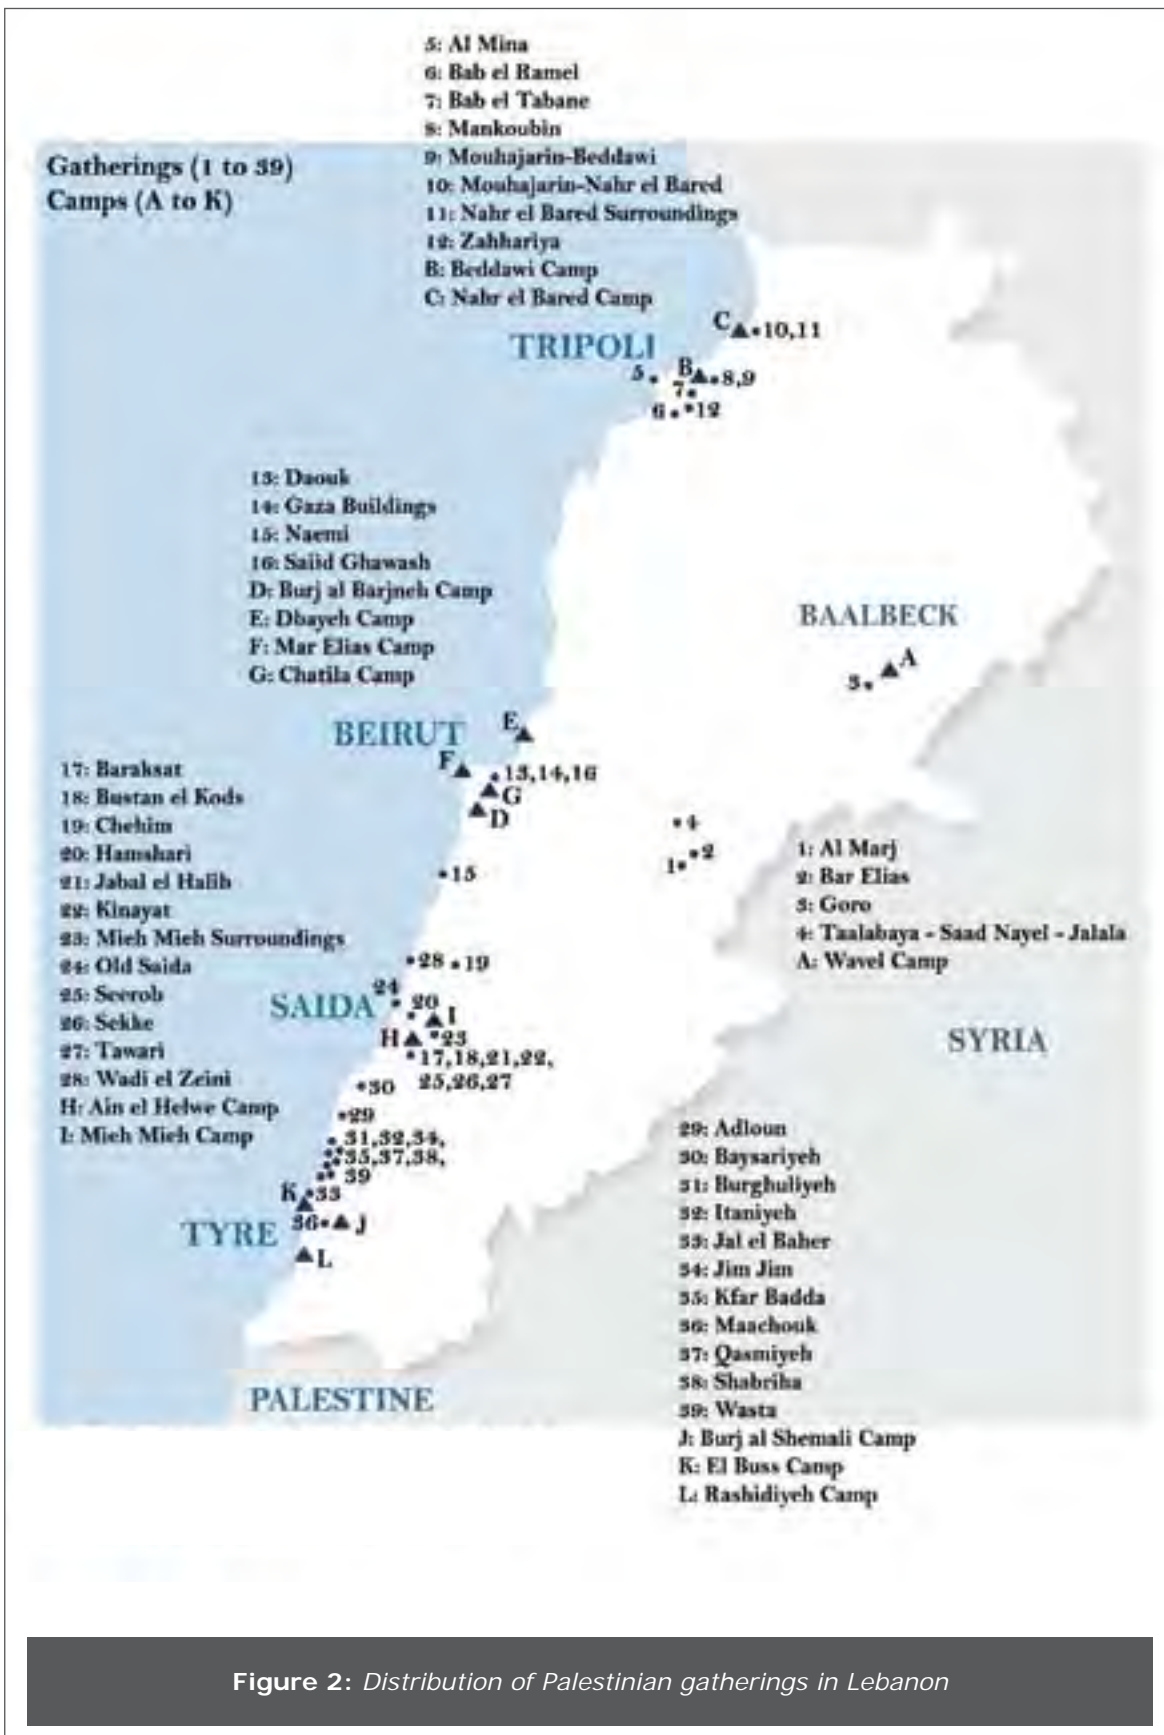 5: Al Mina
6: Bab el Ramel
7: Bab el Tabane
8: Mankoubin
9: Mouhajarin-Beddawi
10: Mouhajarin-Nahr el Bared
11: Nahr el Bared Surroundings
12: Zahhariya
B: Beddawi Camp
C: Nahr el Bared Camp
Gatherings (1 to 39)
Camps (A to K)
TRIPOLI
C
10,11
5
B
8,9
7
6
12
13: Daouk
14: Gaza Buildings
15: Naemi
16: Saiid Ghawash
D: Burj al Barjneh Camp
E: Dbayeh Camp
F: Mar Elias Camp
G: Chatila Camp
BAALBECK
A
3
BEIRUT
E
F
13,14,16
G
D
4
2
1
15
17: Baraksat
18: Bustan el Kods
19: Chehim
20: Hamshari
21: Jabal el Halib
22: Kinayat
23: Mieh Mieh Surroundings
24: Old Saida
25: Seerob
26: Sekke
27: Tawari
28: Wadi el Zeini
H: Ain el Helwe Camp
I: Mieh Mieh Camp
1: Al Marj
2: Bar Elias
3: Goro
4: Taalabaya - Saad Nayel - Jalala
A: Wavel Camp
28
19
24
SAIDA
20
I
H
23
17,18,21,22,
25,26,27
SYRIA
30
29
31,32,34,
35,37,38,
39
K
33
TYRE
36
J
L
29: Adloun
30: Baysariyeh
31: Burghuliyeh
32: Itaniyeh
33: Jal el Baher
34: Jim Jim
35: Kfar Badda
36: Maachouk
37: Qasmiyeh
38: Shabriha
39: Wasta
J: Burj al Shemali Camp
K: El Buss Camp
L: Rashidiyeh Camp
PALESTINE
Figure 2: Distribution of Palestinian gatherings in Lebanon